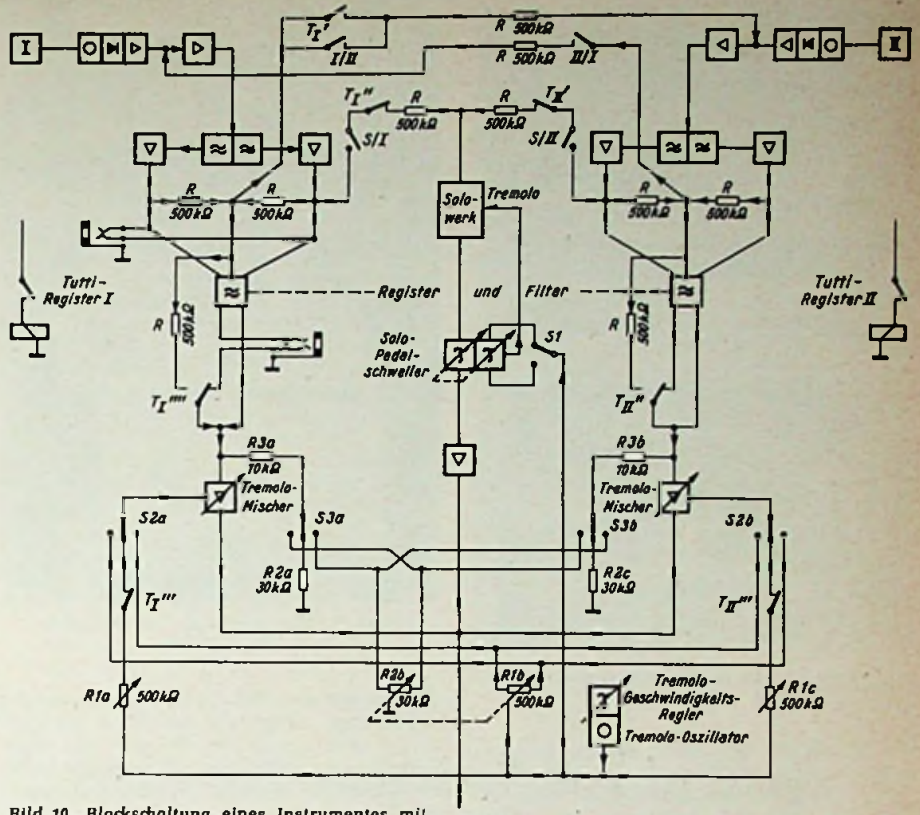 T_I'
R
500kΩ
I
II
I/II
R
500kΩ
II/I
T_I''
R
500kΩ
R
500kΩ
T_II'
S/I
S/II
R
500kΩ
R
500kΩ
Solo-
werk
Tremolo
R
500kΩ
R
500kΩ
Tutti-
Register I
Register und Filter
Tutti-
Register II
R
500kΩ
Solo-
Pedal-
schweller
S1
R
500kΩ
T_I''''
T_II''
R3a
10kΩ
R3b
10kΩ
Tremolo-
Mischer
Tremolo-
Mischer
S2a
S3a
S3b
S2b
R2a
30kΩ
R2c
30kΩ
T_I'''
T_II'''
R1a
500kΩ
R2b
30kΩ
R1b
500kΩ
Tremolo-
Geschwindigkeits-
Regler
Tremolo-Oszillator
R1c
500kΩ
Bild 10. Blockschaltung eines Instrumentes mit